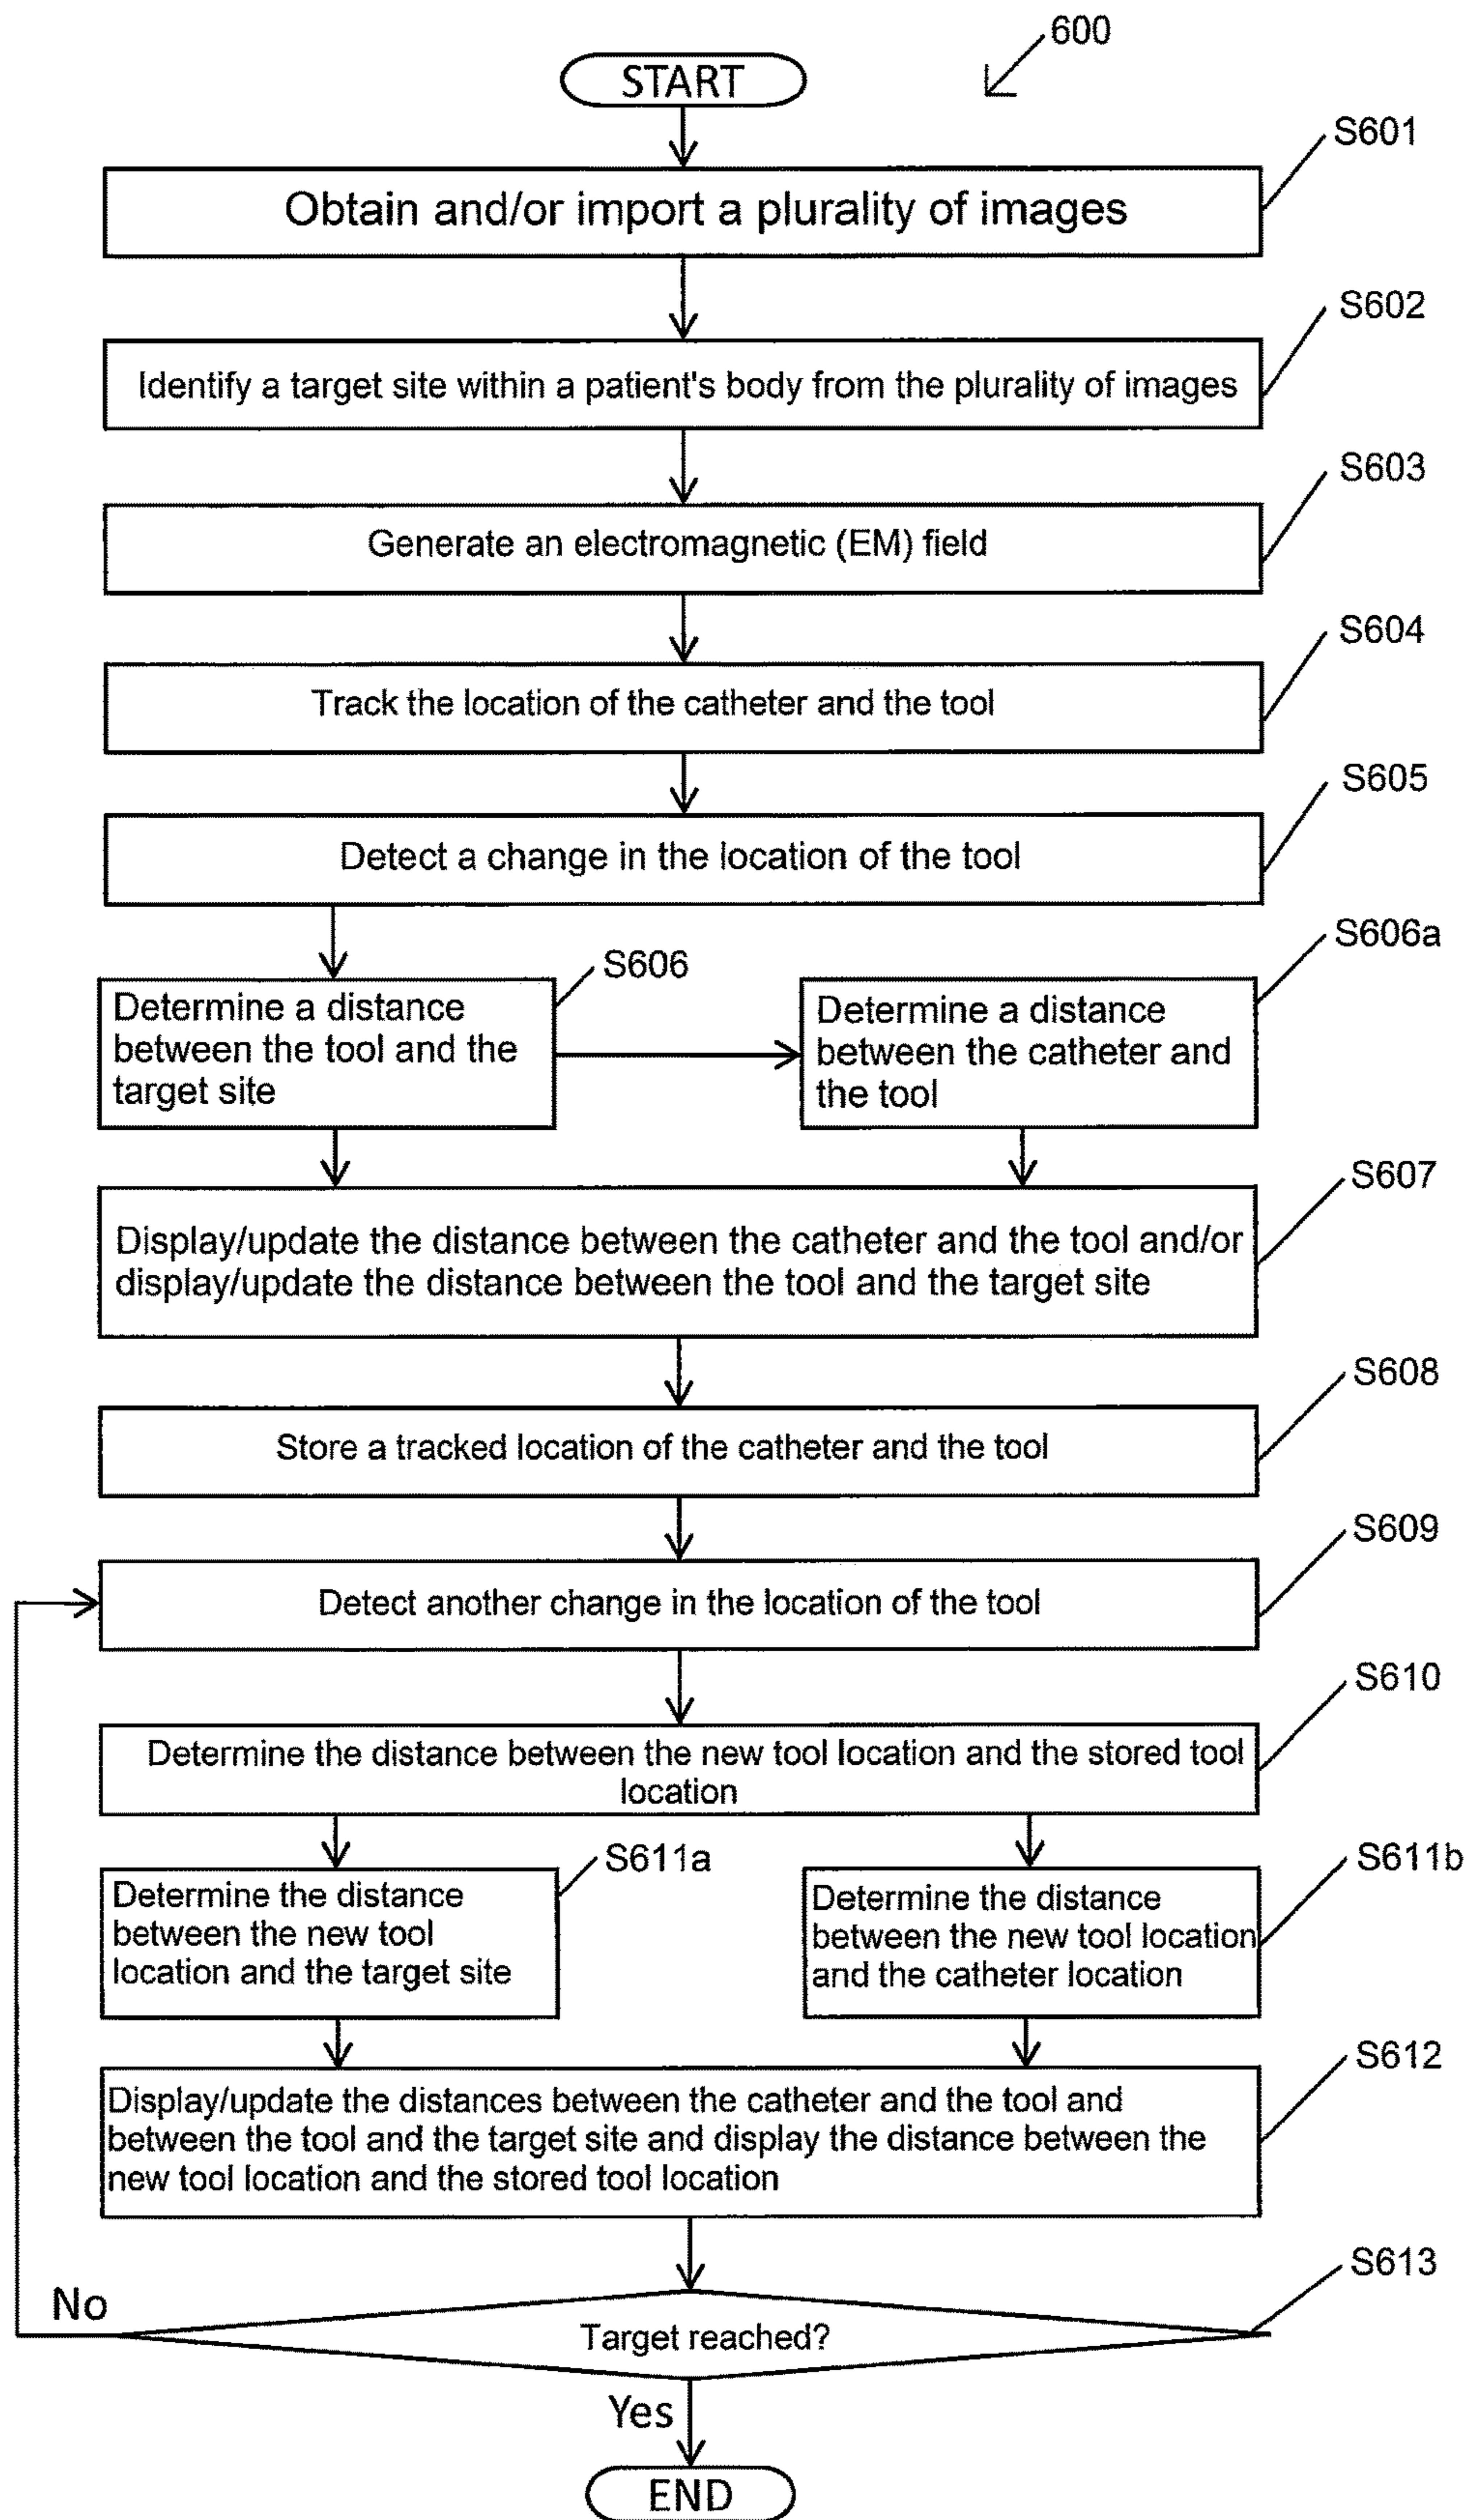 600
START
S601
Obtain and/or import a plurality of images
S602
Identify a target site within a patient's body from the plurality of images
S603
Generate an electromagnetic (EM) field
S604
Track the location of the catheter and the tool
S605
Detect a change in the location of the tool
S606
Determine a distance
between the tool and the
target site
S606a
Determine a distance
between the catheter and
the tool
S607
Display/update the distance between the catheter and the tool and/or
display/update the distance between the tool and the target site
S608
Store a tracked location of the catheter and the tool
S609
Detect another change in the location of the tool
S610
Determine the distance between the new tool location and the stored tool
location
S611a
Determine the distance
between the new tool
location and the target site
S611b
Determine the distance
between the new tool location
and the catheter location
S612
Display/update the distances between the catheter and the tool and
between the tool and the target site and display the distance between the
new tool location and the stored tool location
S613
No
Target reached?
Yes
END